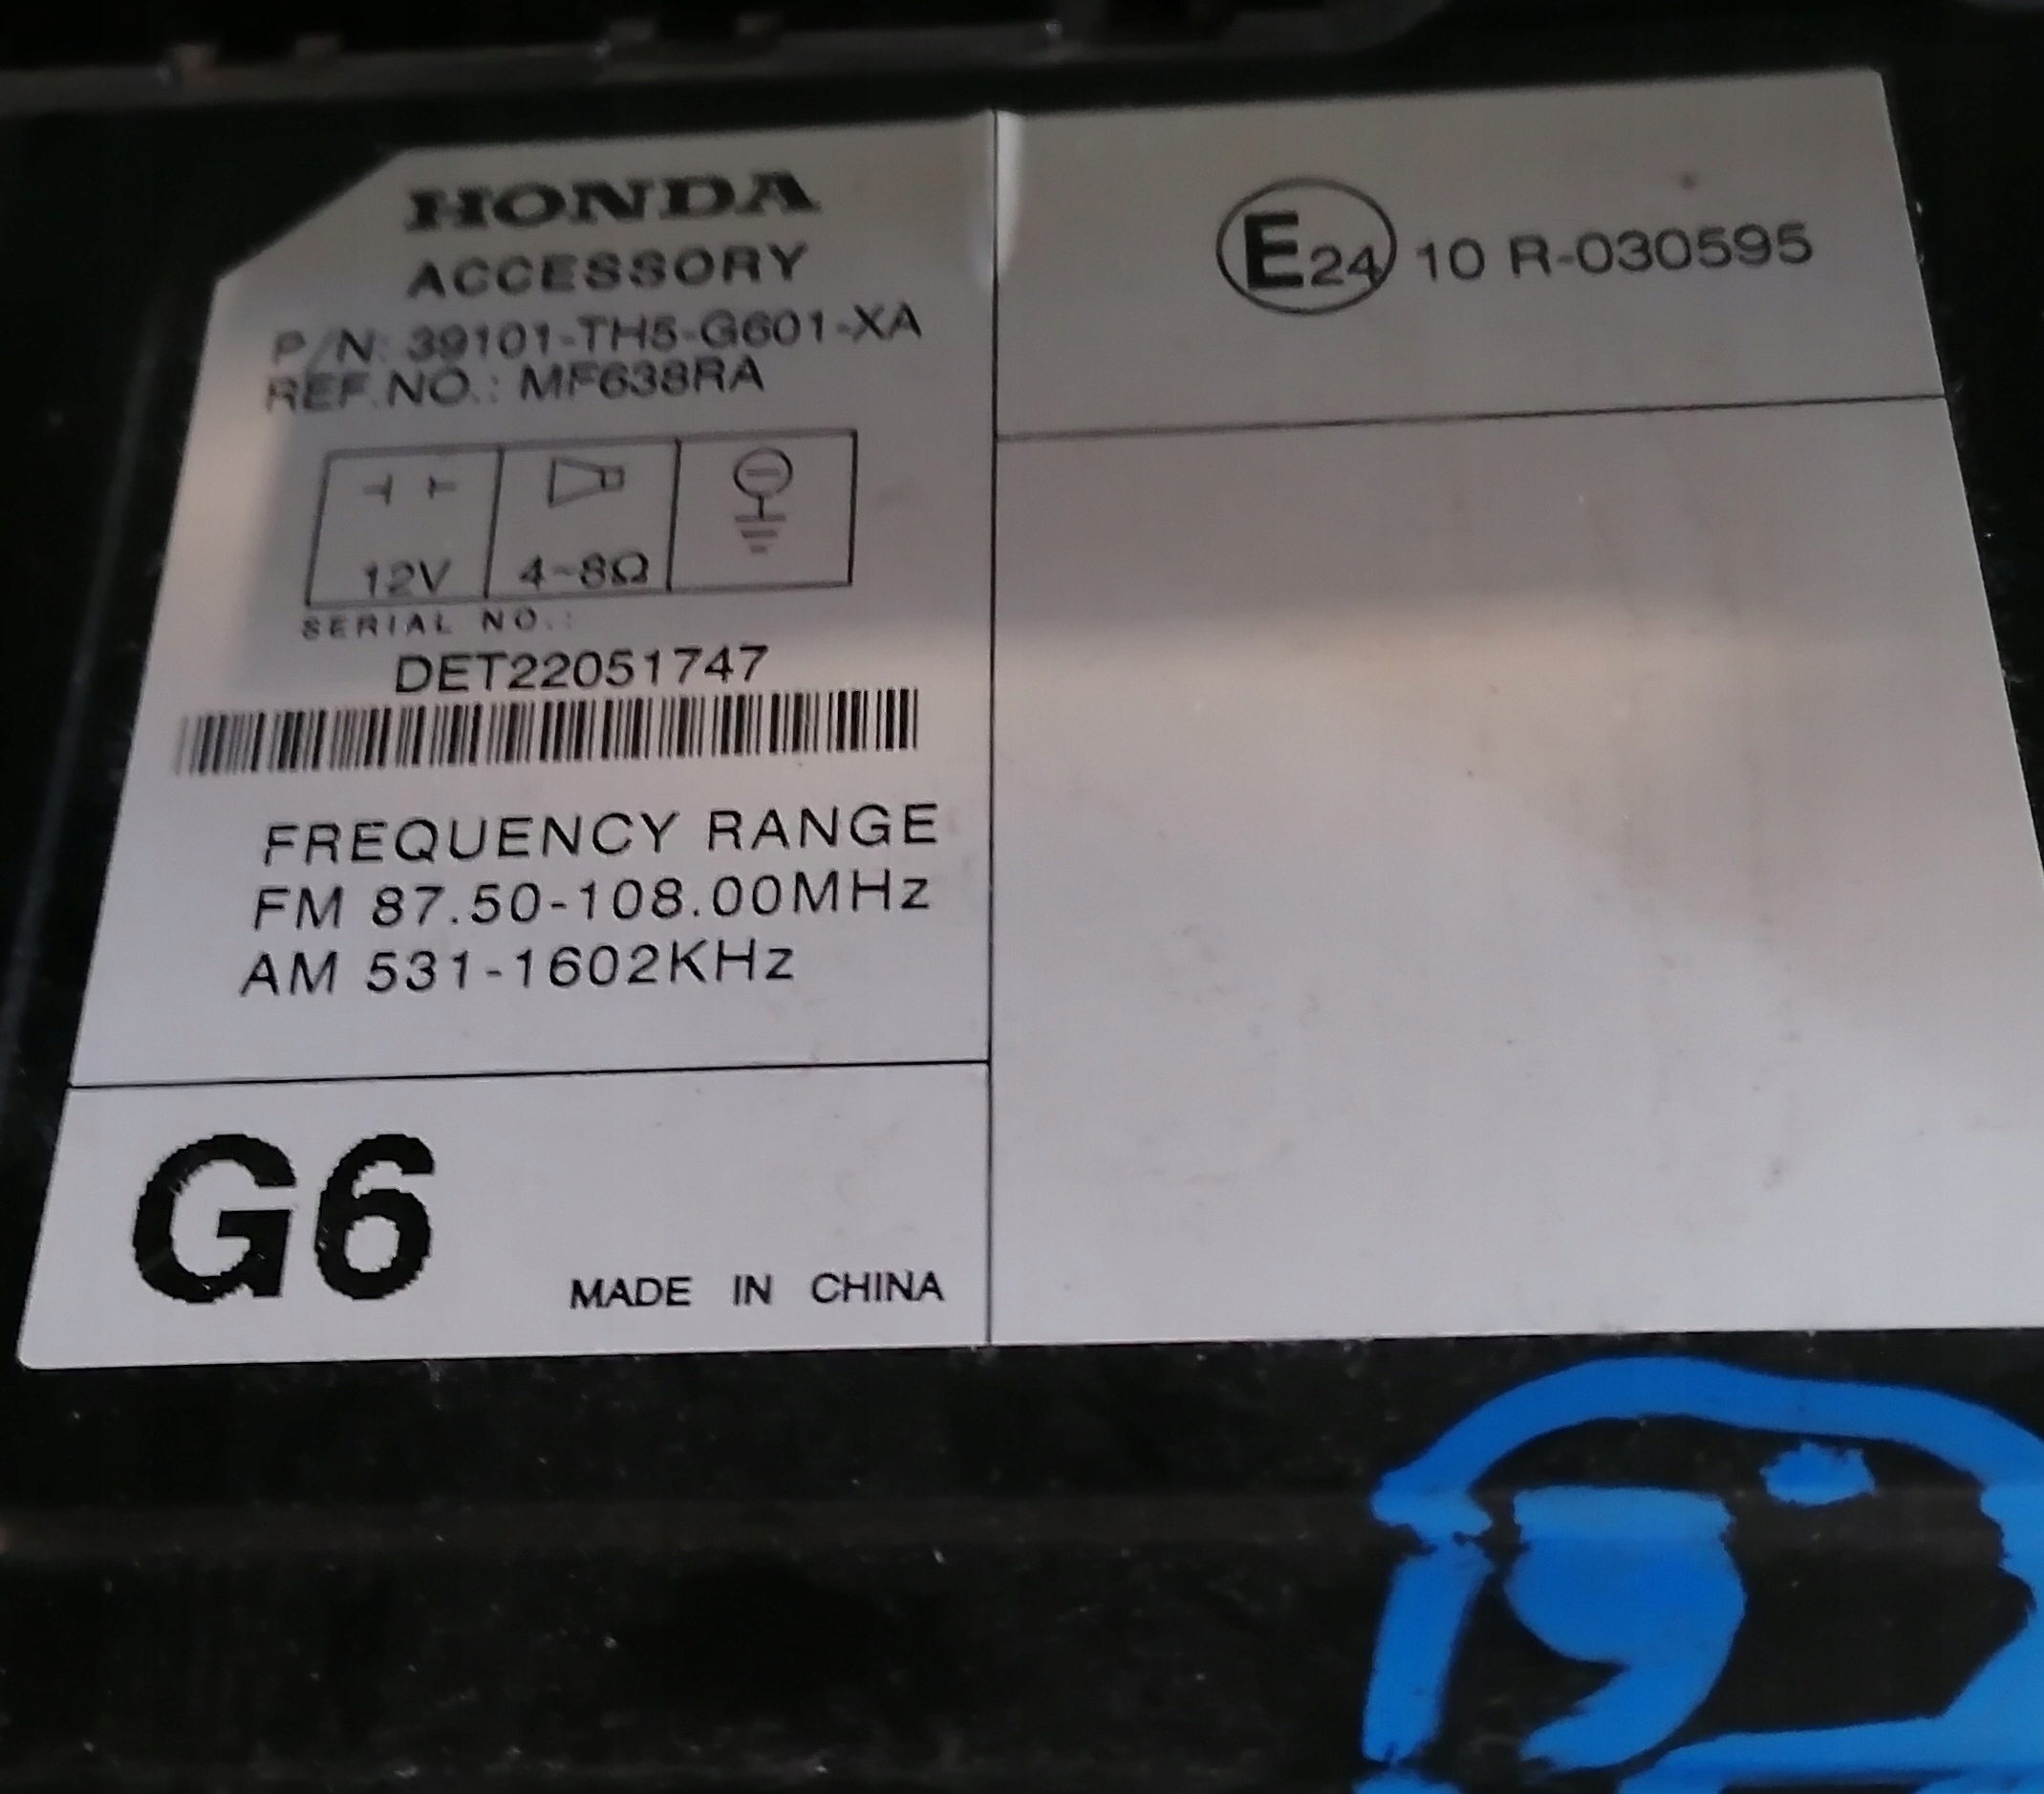 HONDA
ACCESSORY
P/N: 39101-TH5-G601-XA
REF.NO.: MF638RA
12V 4~8Ω
SERIAL NO.:
DET22051747
FREQUENCY RANGE
FM 87.50-108.00MHz
AM 531-1602KHz
G6
MADE IN CHINA
E24 10 R-030595